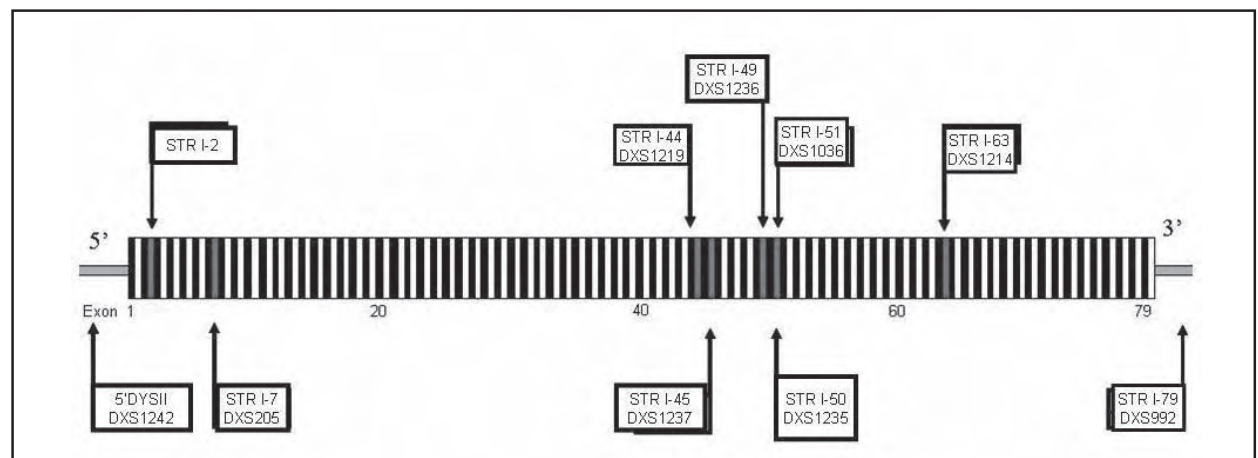 STR I-49
DXS1236
STR I-2
STR I-44
DXS1219
STR I-51
DXS1036
STR I-63
DXS1214
5’
3’
Exon 1
20
40
60
79
5'DYSII
DXS1242
STR I-7
DXS205
STR I-45
DXS1237
STR I-50
DXS1235
STR I-79
DXS992